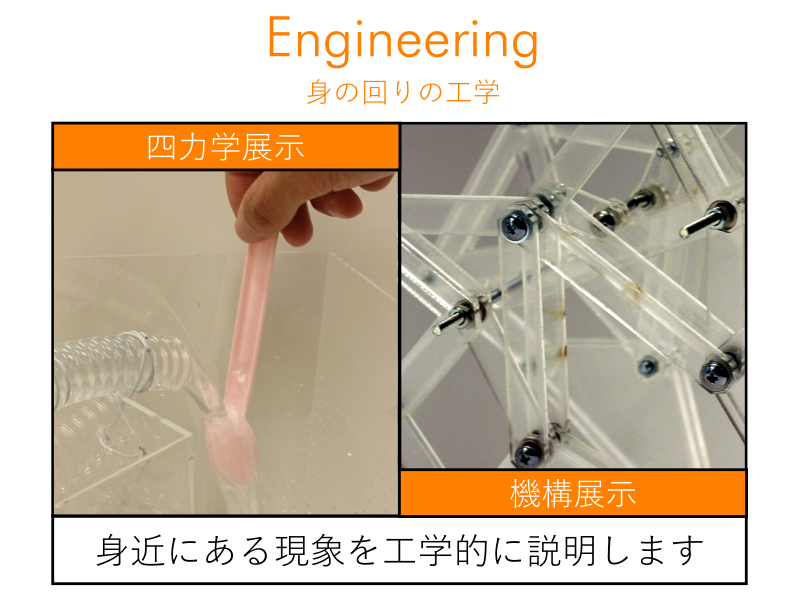 Engineering
身の回りの工学
四力学展示
機構展示
身近にある現象を工学的に説明します